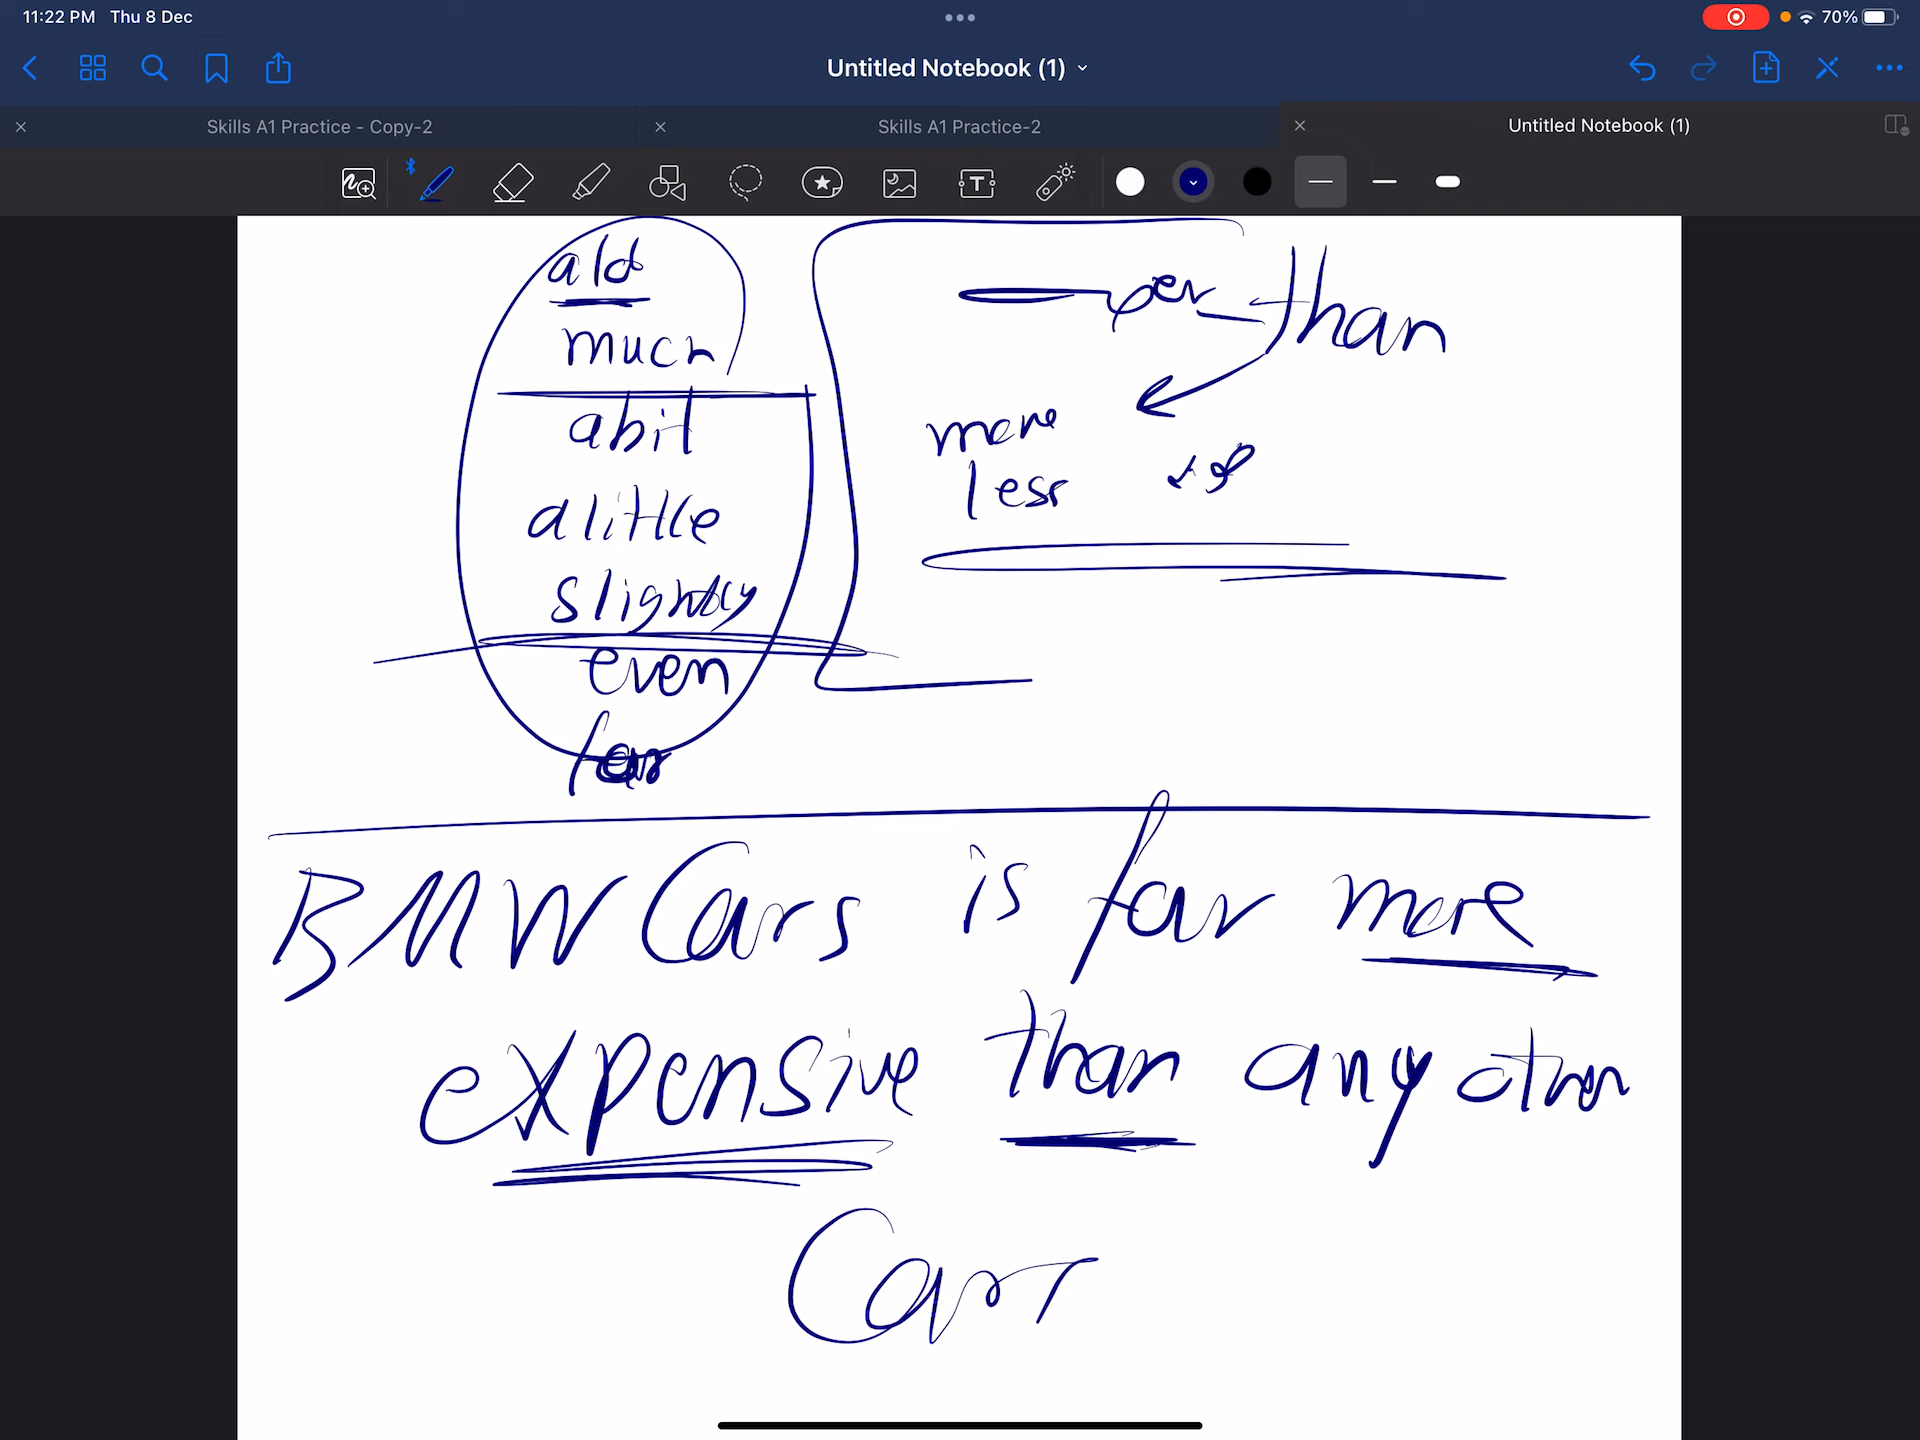 11:22 PM Thu 8 Dec
70%
Untitled Notebook (1)
Skills A1 Practice - Copy-2
Skills A1 Practice-2
Untitled Notebook (1)
T
much
abit
a little
slightly
even
far
er than
more
less
BMW Cars is far more
expensive than any other
Car